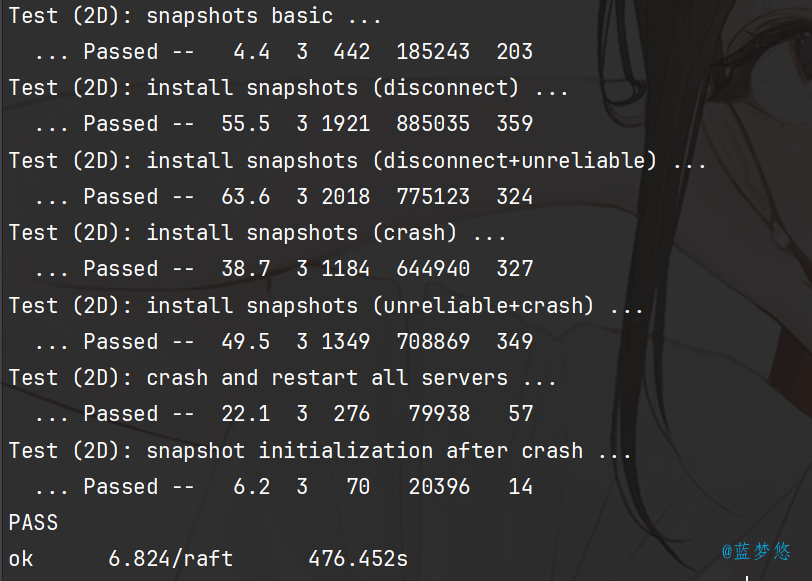 Test (2D): snapshots basic ...
  ... Passed --   4.4  3  442  185243  203
Test (2D): install snapshots (disconnect) ...
  ... Passed --  55.5  3 1921  885035  359
Test (2D): install snapshots (disconnect+unreliable) ...
  ... Passed --  63.6  3 2018  775123  324
Test (2D): install snapshots (crash) ...
  ... Passed --  38.7  3 1184  644940  327
Test (2D): install snapshots (unreliable+crash) ...
  ... Passed --  49.5  3 1349  708869  349
Test (2D): crash and restart all servers ...
  ... Passed --  22.1  3  276   79938   57
Test (2D): snapshot initialization after crash ...
  ... Passed --   6.2  3   70   20396   14
PASS
ok      6.824/raft      476.452s
@蓝梦悠